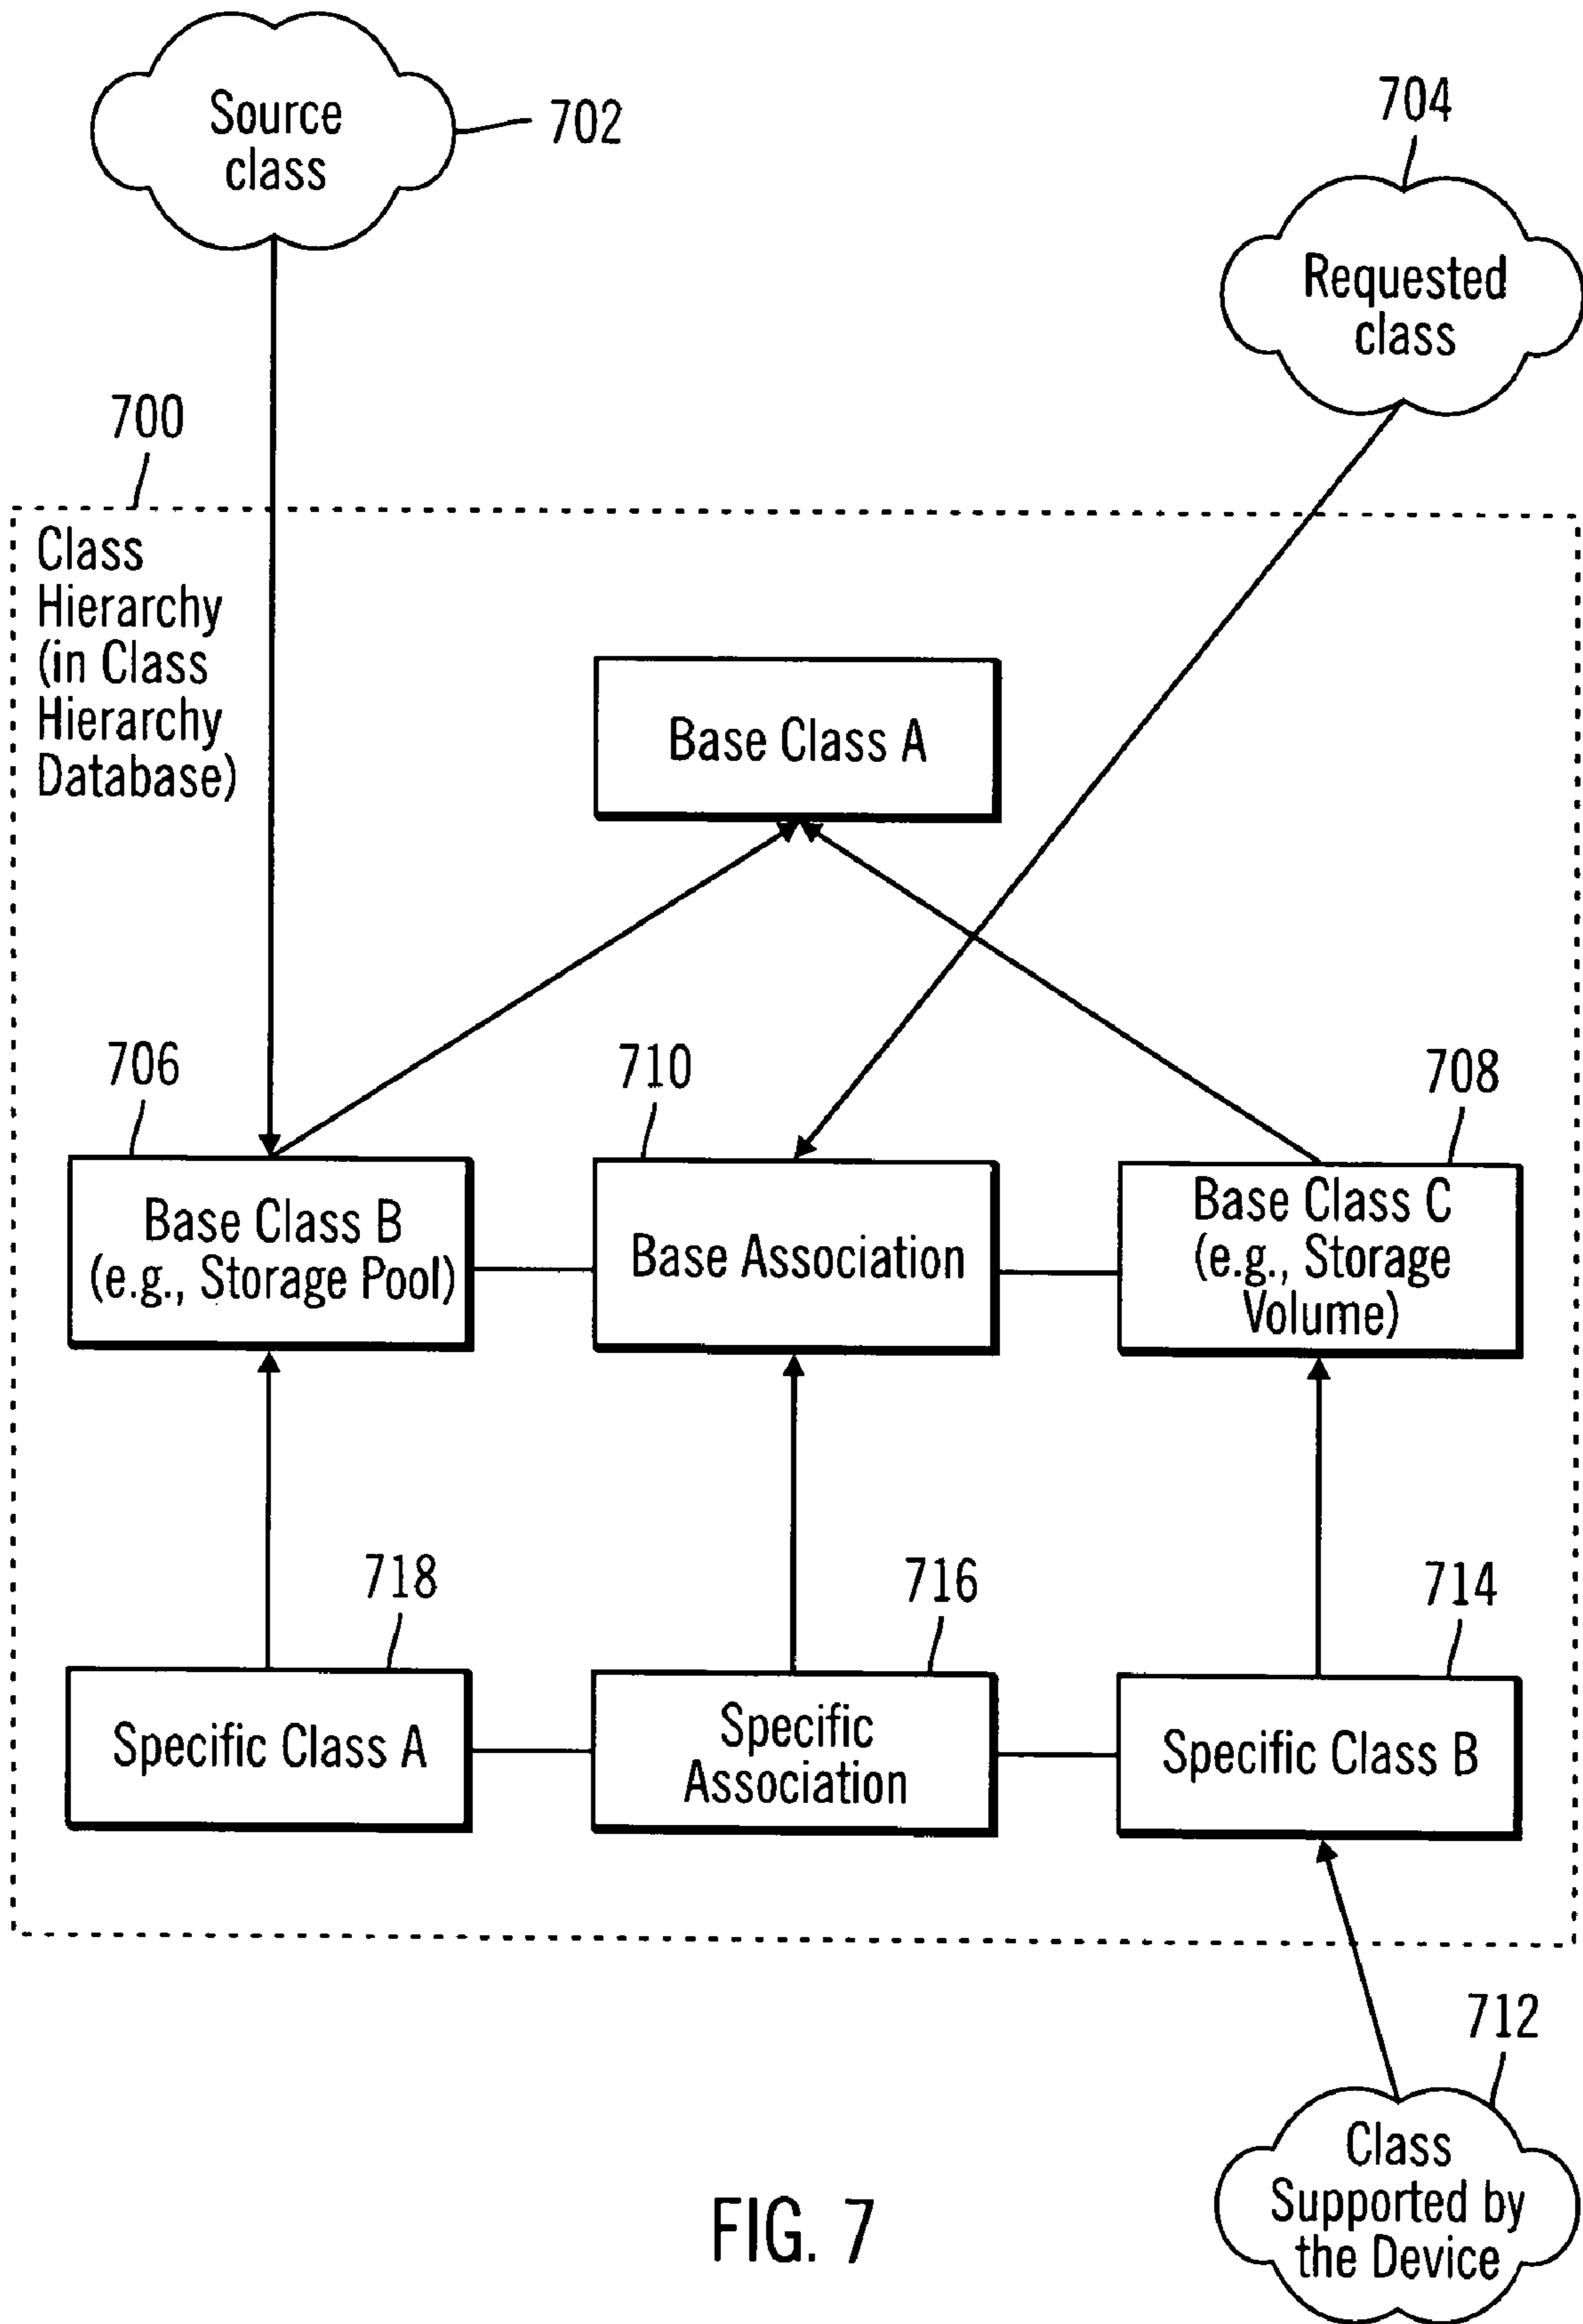 Source
class
702
704
Requested
class
700
Class
Hierarchy
(in Class
Hierarchy
Database)
Base Class A
706
710
708
Base Class B
(e.g., Storage Pool)
Base Association
Base Class C
(e.g., Storage
Volume)
718
716
714
Specific Class A
Specific
Association
Specific Class B
712
Class
Supported by
the Device
FIG. 7